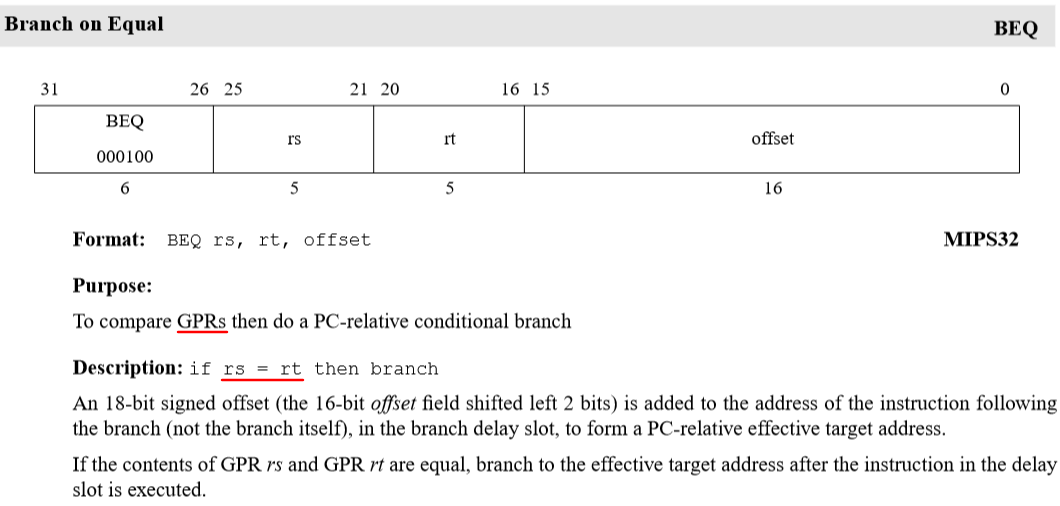 Branch on Equal BEQ
31 26 25 21 20 16 15 0
BEQ
000100
rs rt offset
6 5 5 16
Format: BEQ rs, rt, offset MIPS32
Purpose:
To compare GPRs then do a PC-relative conditional branch
Description: if rs = rt then branch
An 18-bit signed offset (the 16-bit offset field shifted left 2 bits) is added to the address of the instruction following
the branch (not the branch itself), in the branch delay slot, to form a PC-relative effective target address.
If the contents of GPR rs and GPR rt are equal, branch to the effective target address after the instruction in the delay
slot is executed.